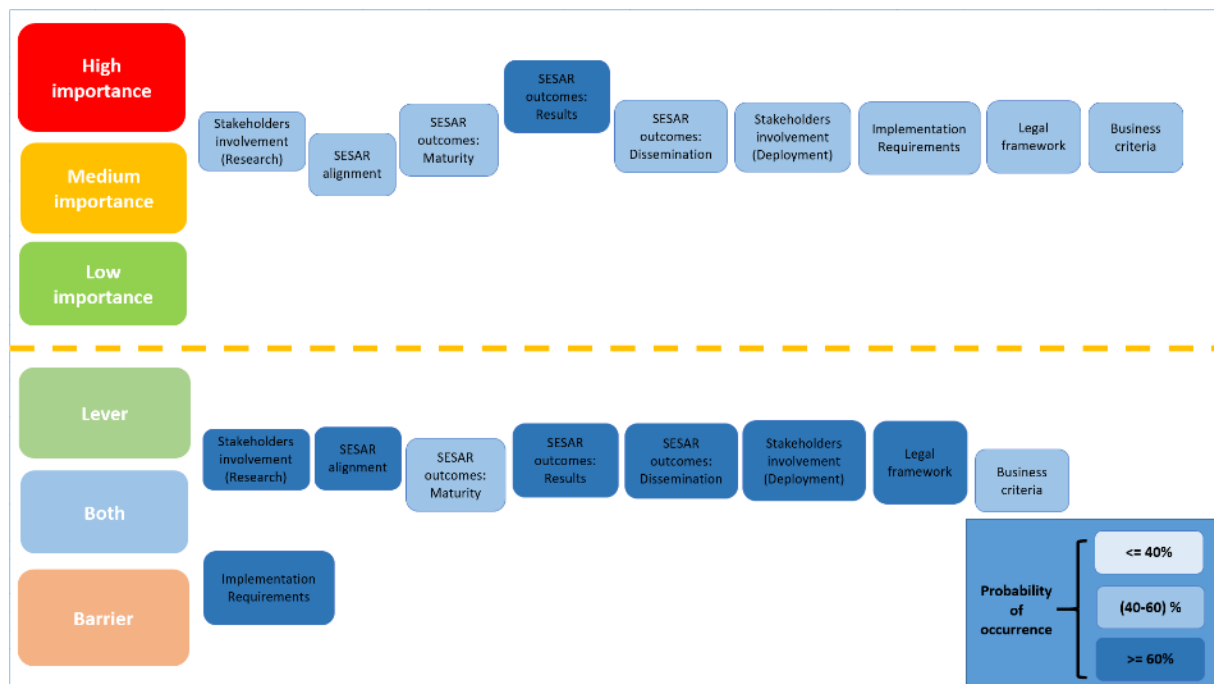 High
importance
Medium
importance
Low
importance
Stakeholders
involvement
(Research)
SESAR
alignment
SESAR
outcomes:
Maturity
SESAR
outcomes:
Results
SESAR
outcomes:
Dissemination
Stakeholders
involvement
(Deployment)
Implementation
Requirements
Legal
framework
Business
criteria
Lever
Both
Barrier
Stakeholders
involvement
(Research)
SESAR
alignment
SESAR
outcomes:
Maturity
SESAR
outcomes:
Results
SESAR
outcomes:
Dissemination
Stakeholders
involvement
(Deployment)
Legal
framework
Business
criteria
Implementation
Requirements
Probability
of
occurrence
<= 40%
(40-60) %
>= 60%